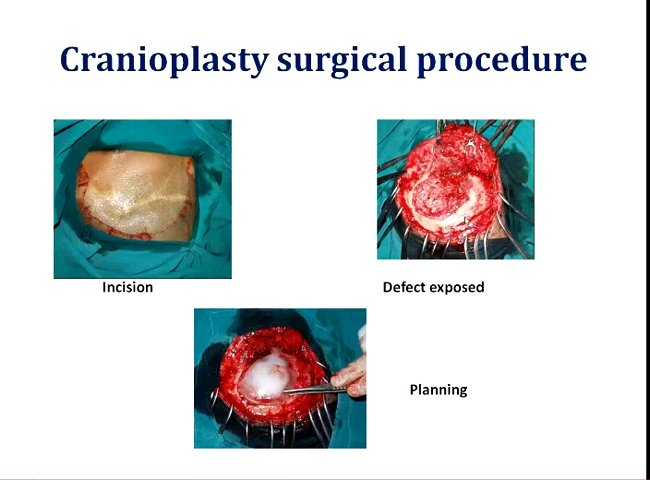 Cranioplasty surgical procedure
Incision
Defect exposed
Planning